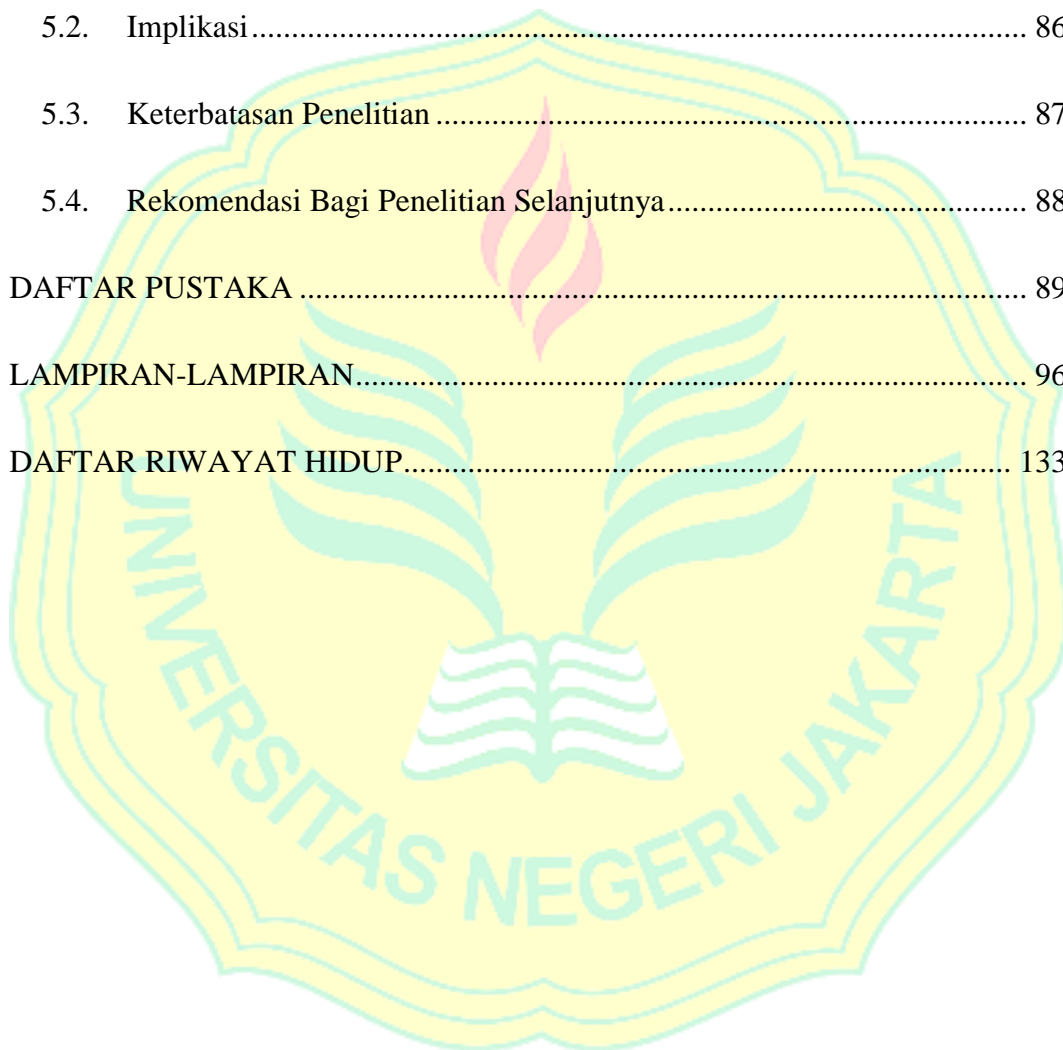 5.2. Implikasi ........................................................................................ 86
5.3. Keterbatasan Penelitian ................................................................... 87
5.4. Rekomendasi Bagi Penelitian Selanjutnya ......................................... 88
DAFTAR PUSTAKA ................................................................................ 89
LAMPIRAN-LAMPIRAN ......................................................................... 96
DAFTAR RIWAYAT HIDUP .................................................................... 133
UNIVERSITAS NEGERI JAKARTA